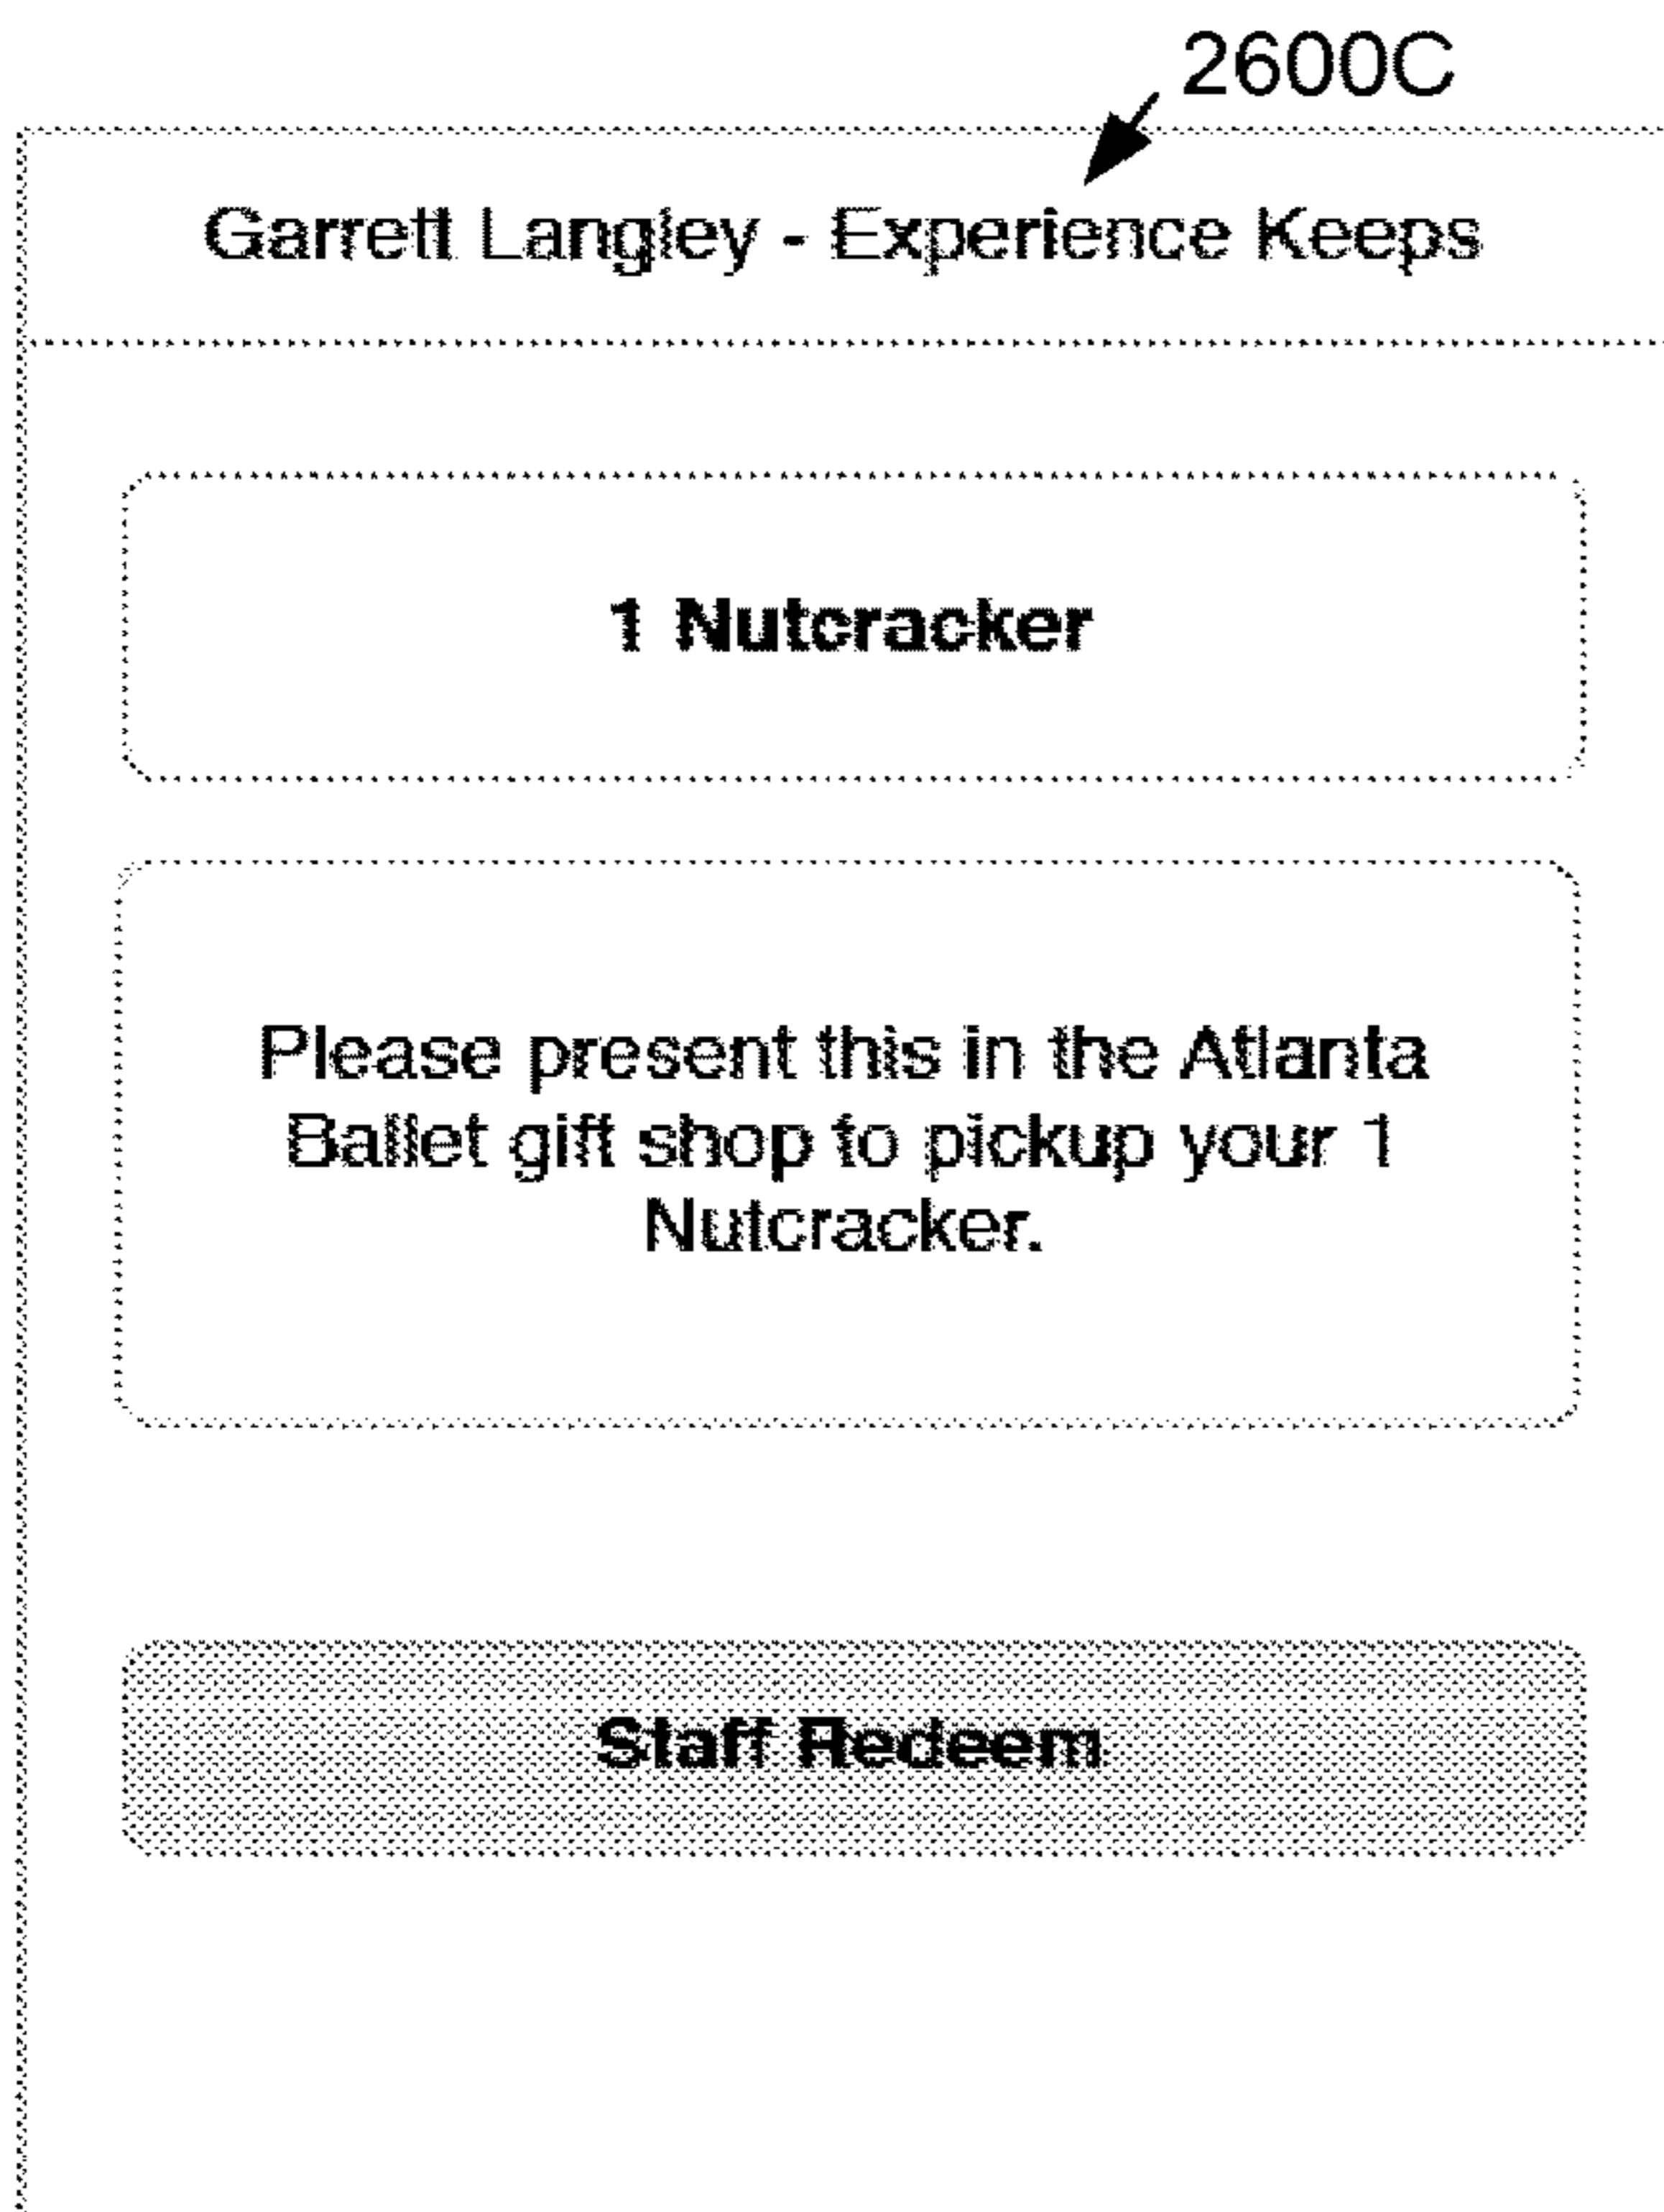 2600C
Garrett Langley - Experience Keeps
1 Nutcracker
Please present this in the Atlanta
Ballet gift shop to pickup your 1
Nutcracker.
Staff Redeem